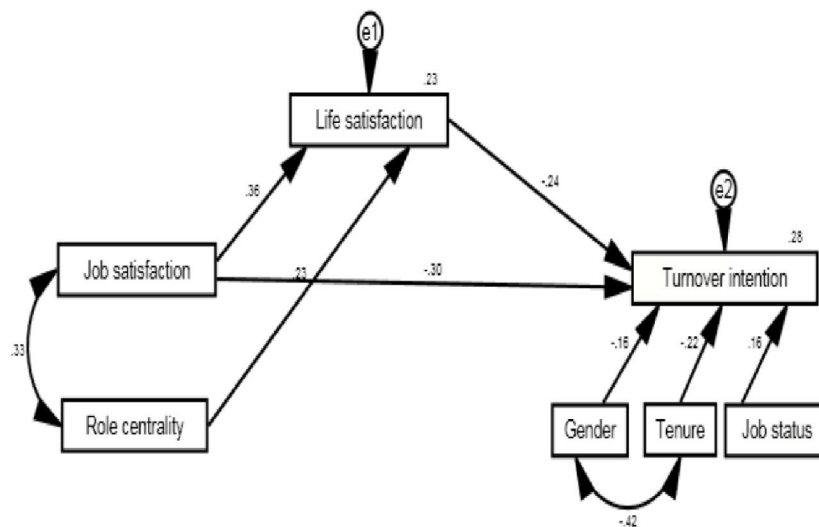 e1
.23
Life satisfaction
.36
-.24
e2
.28
Job satisfaction
.23
-.30
Turnover intention
.33
-.16
-.22
.16
Role centrality
Gender
Tenure
Job status
-.42